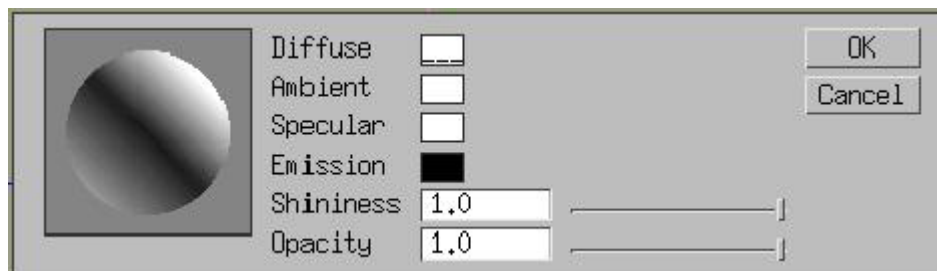 Diffuse OK
Ambient Cancel
Specular
Emission
Shininess 1.0
Opacity 1.0